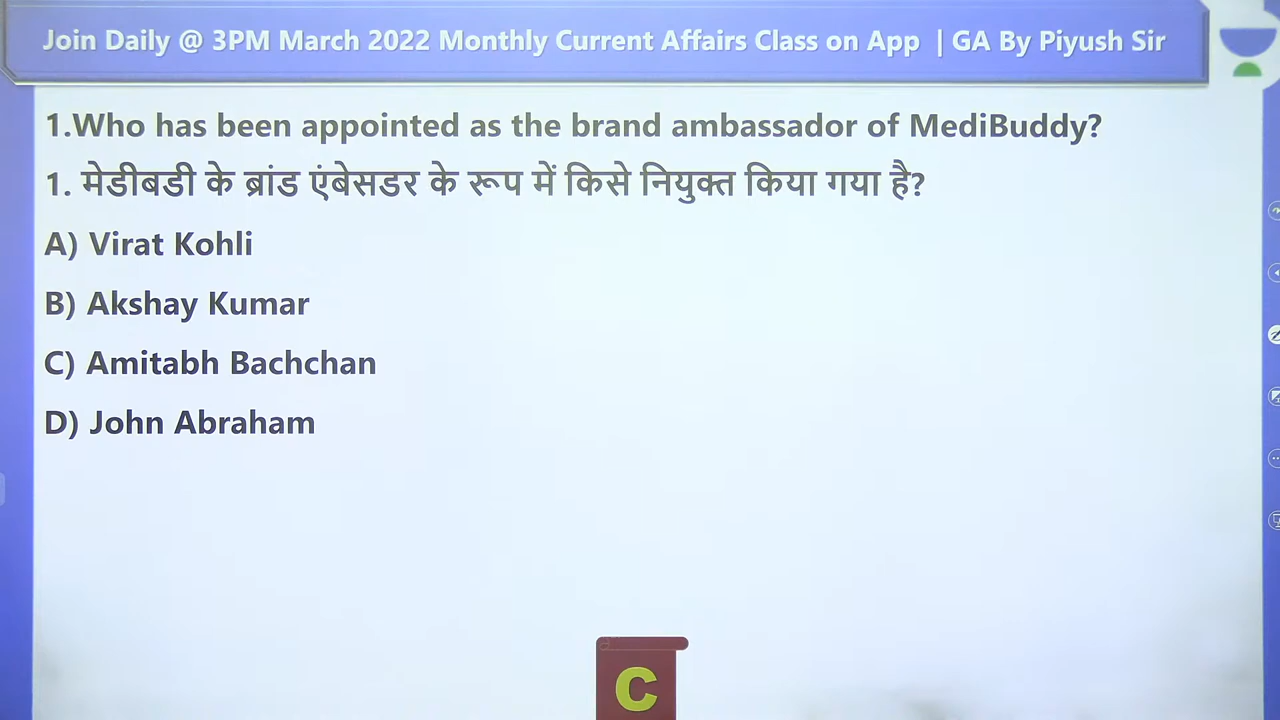 Join Daily @ 3PM March 2022 Monthly Current Affairs Class on App | GA By Piyush Sir
1.Who has been appointed as the brand ambassador of MediBuddy?
1. मेडीबडी के ब्रांड एंबेसडर के रूप में किसे नियुक्त किया गया है?
A) Virat Kohli
B) Akshay Kumar
C) Amitabh Bachchan
D) John Abraham
C